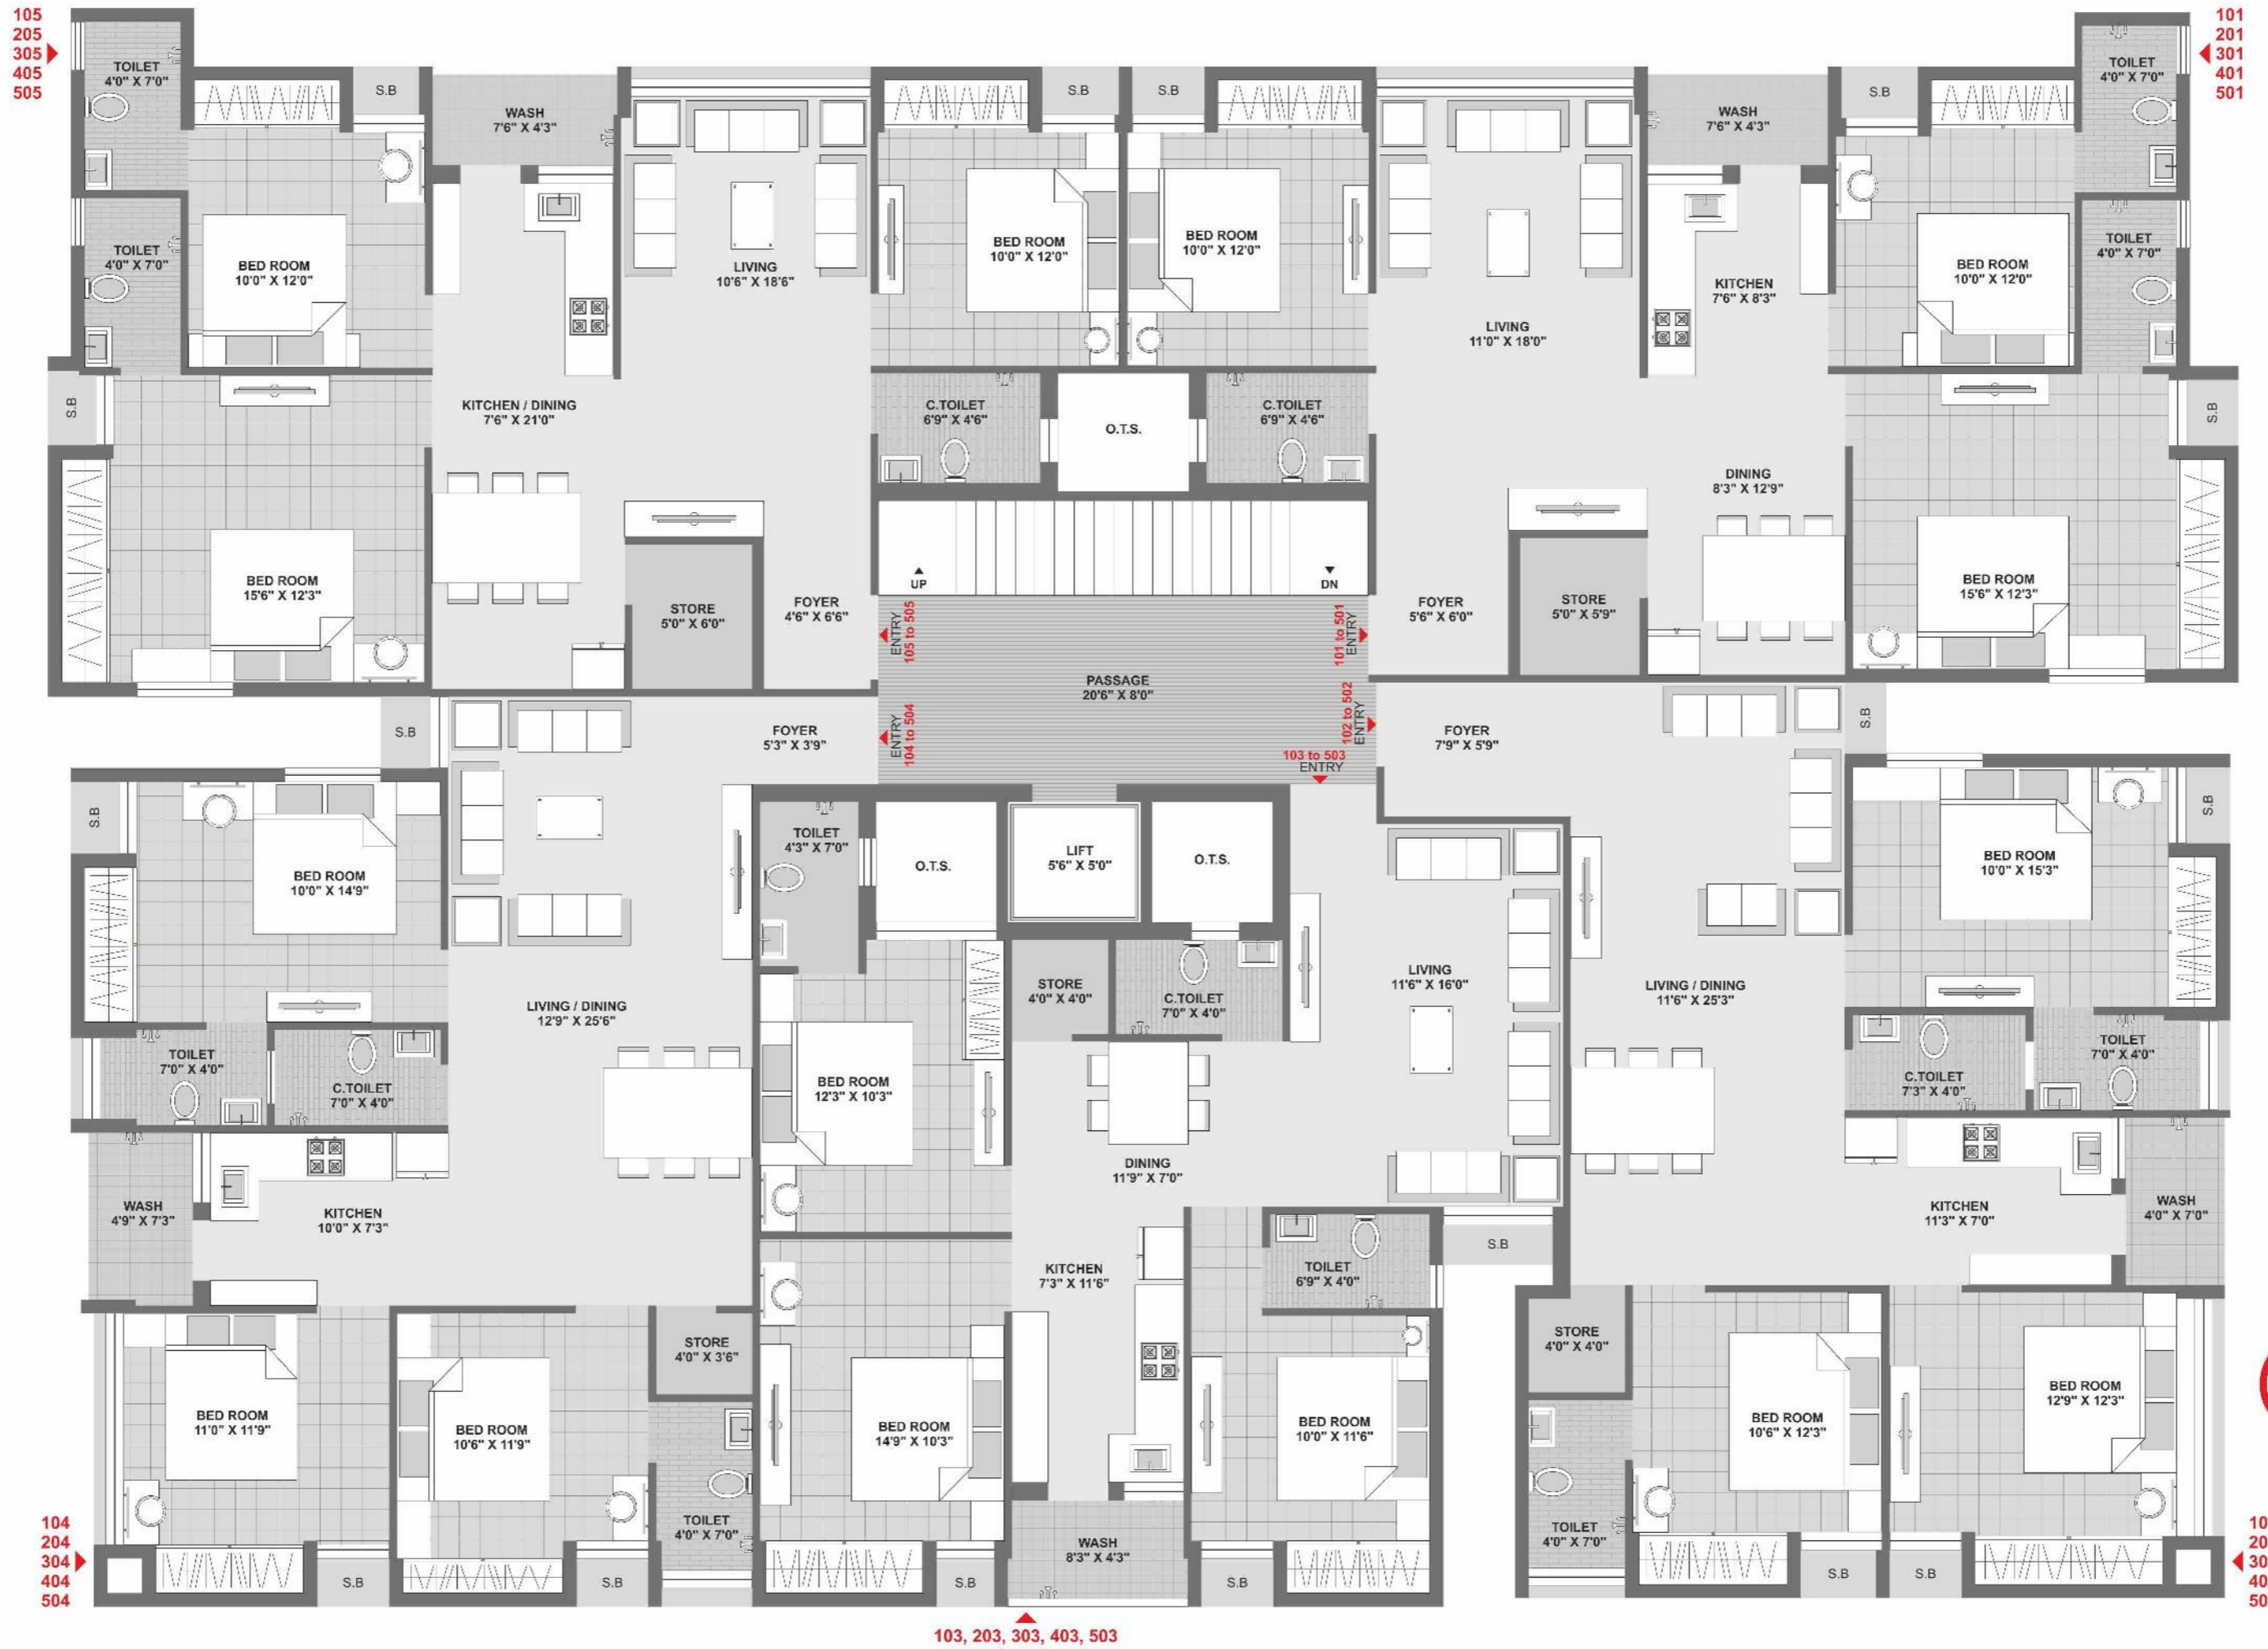 105
205
305
405
505
TOILET
4'0" X 7'0"
S.B
WASH
7'6" X 4'3"
TOILET
4'0" X 7'0"
BED ROOM
10'0" X 12'0"
LIVING
10'6" X 18'6"
KITCHEN / DINING
7'6" X 21'0"
S.B
BED ROOM
15'6" X 12'3"
STORE
5'0" X 6'0"
FOYER
4'6" X 6'6"
S.B
BED ROOM
10'0" X 12'0"
C.TOILET
6'9" X 4'6"
O.T.S.
S.B
BED ROOM
10'0" X 12'0"
C.TOILET
6'9" X 4'6"
UP
DN
ENTRY
105 to 505
101 to 501
ENTRY
PASSAGE
20'6" X 8'0"
ENTRY
104 to 504
102 to 502
ENTRY
103 to 503
ENTRY
101
201
301
401
501
TOILET
4'0" X 7'0"
S.B
WASH
7'6" X 4'3"
TOILET
4'0" X 7'0"
BED ROOM
10'0" X 12'0"
KITCHEN
7'6" X 8'3"
LIVING
11'0" X 18'0"
S.B
DINING
8'3" X 12'9"
BED ROOM
15'6" X 12'3"
STORE
5'0" X 5'9"
FOYER
5'6" X 6'0"
S.B
FOYER
5'3" X 3'9"
S.B
BED ROOM
10'0" X 14'9"
LIVING / DINING
12'9" X 25'6"
TOILET
7'0" X 4'0"
C.TOILET
7'0" X 4'0"
WASH
4'9" X 7'3"
KITCHEN
10'0" X 7'3"
BED ROOM
11'0" X 11'9"
BED ROOM
10'6" X 11'9"
STORE
4'0" X 3'6"
TOILET
4'0" X 7'0"
S.B
S.B
104
204
304
404
504
TOILET
4'3" X 7'0"
O.T.S.
LIFT
5'6" X 5'0"
O.T.S.
STORE
4'0" X 4'0"
C.TOILET
7'0" X 4'0"
LIVING
11'6" X 16'0"
BED ROOM
12'3" X 10'3"
DINING
11'9" X 7'0"
KITCHEN
7'3" X 11'6"
TOILET
6'9" X 4'0"
S.B
BED ROOM
14'9" X 10'3"
BED ROOM
10'0" X 11'6"
S.B
WASH
8'3" X 4'3"
S.B
103, 203, 303, 403, 503
FOYER
7'9" X 5'9"
S.B
S.B
BED ROOM
10'0" X 15'3"
LIVING / DINING
11'6" X 25'3"
C.TOILET
7'3" X 4'0"
TOILET
7'0" X 4'0"
KITCHEN
11'3" X 7'0"
WASH
4'0" X 7'0"
STORE
4'0" X 4'0"
BED ROOM
10'6" X 12'3"
BED ROOM
12'9" X 12'3"
TOILET
4'0" X 7'0"
S.B
S.B